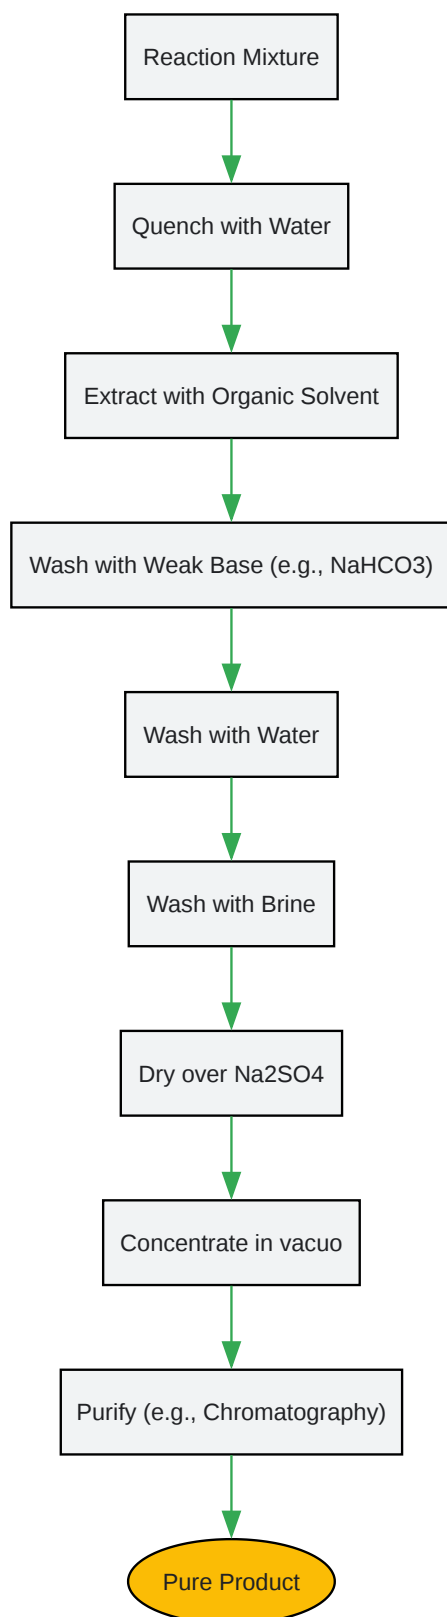 Reaction Mixture
Quench with Water
Extract with Organic Solvent
Wash with Weak Base (e.g., NaHCO3)
Wash with Water
Wash with Brine
Dry over Na2SO4
Concentrate in vacuo
Purify (e.g., Chromatography)
Pure Product